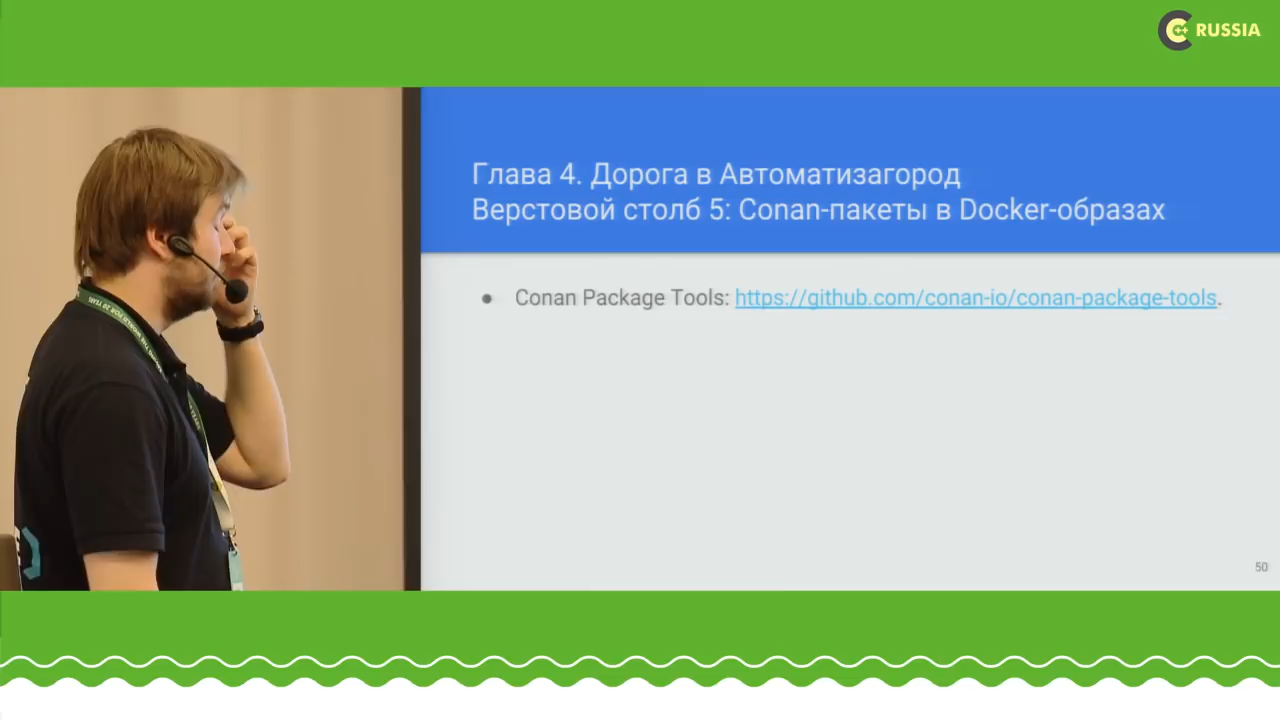 C++ RUSSIA
Глава 4. Дорога в Автоматизагород
Верстовой столб 5: Conan-пакеты в Docker-образах
● Conan Package Tools: https://github.com/conan-io/conan-package-tools.
50